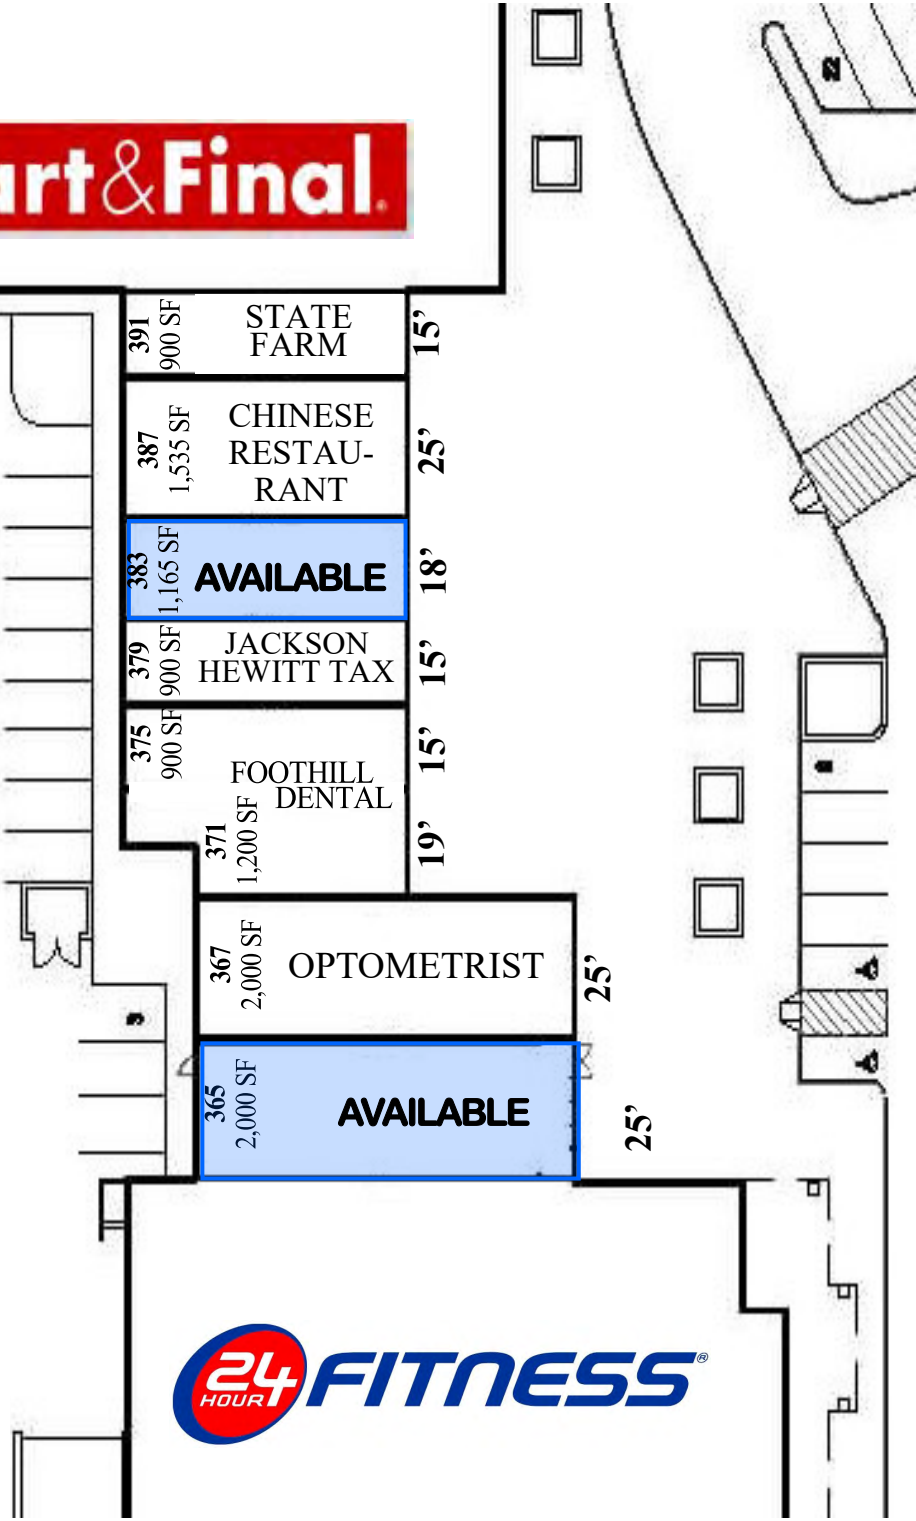 22
art&Final®
391
900 SF
STATE
FARM
15’
387
1,535 SF
CHINESE
RESTAU-
RANT
25’
383
1,165 SF
AVAILABLE
18’
379
900 SF
JACKSON
HEWITT TAX
15’
375
900 SF
15’
FOOTHILL
DENTAL
371
1,200 SF
19’
367
2,000 SF
OPTOMETRIST
25’
365
2,000 SF
AVAILABLE
25’
24
HOUR
FITNESS®